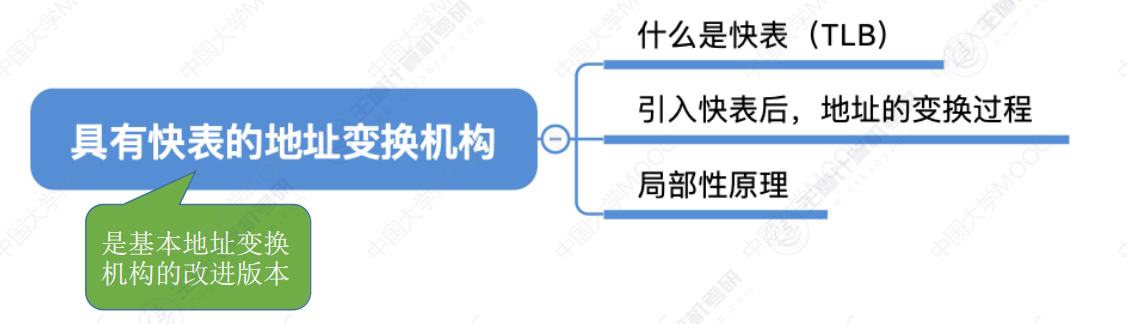 什么是快表（TLB）
引入快表后，地址的变换过程
具有快表的地址变换机构
局部性原理
是基本地址变换
机构的改进版本